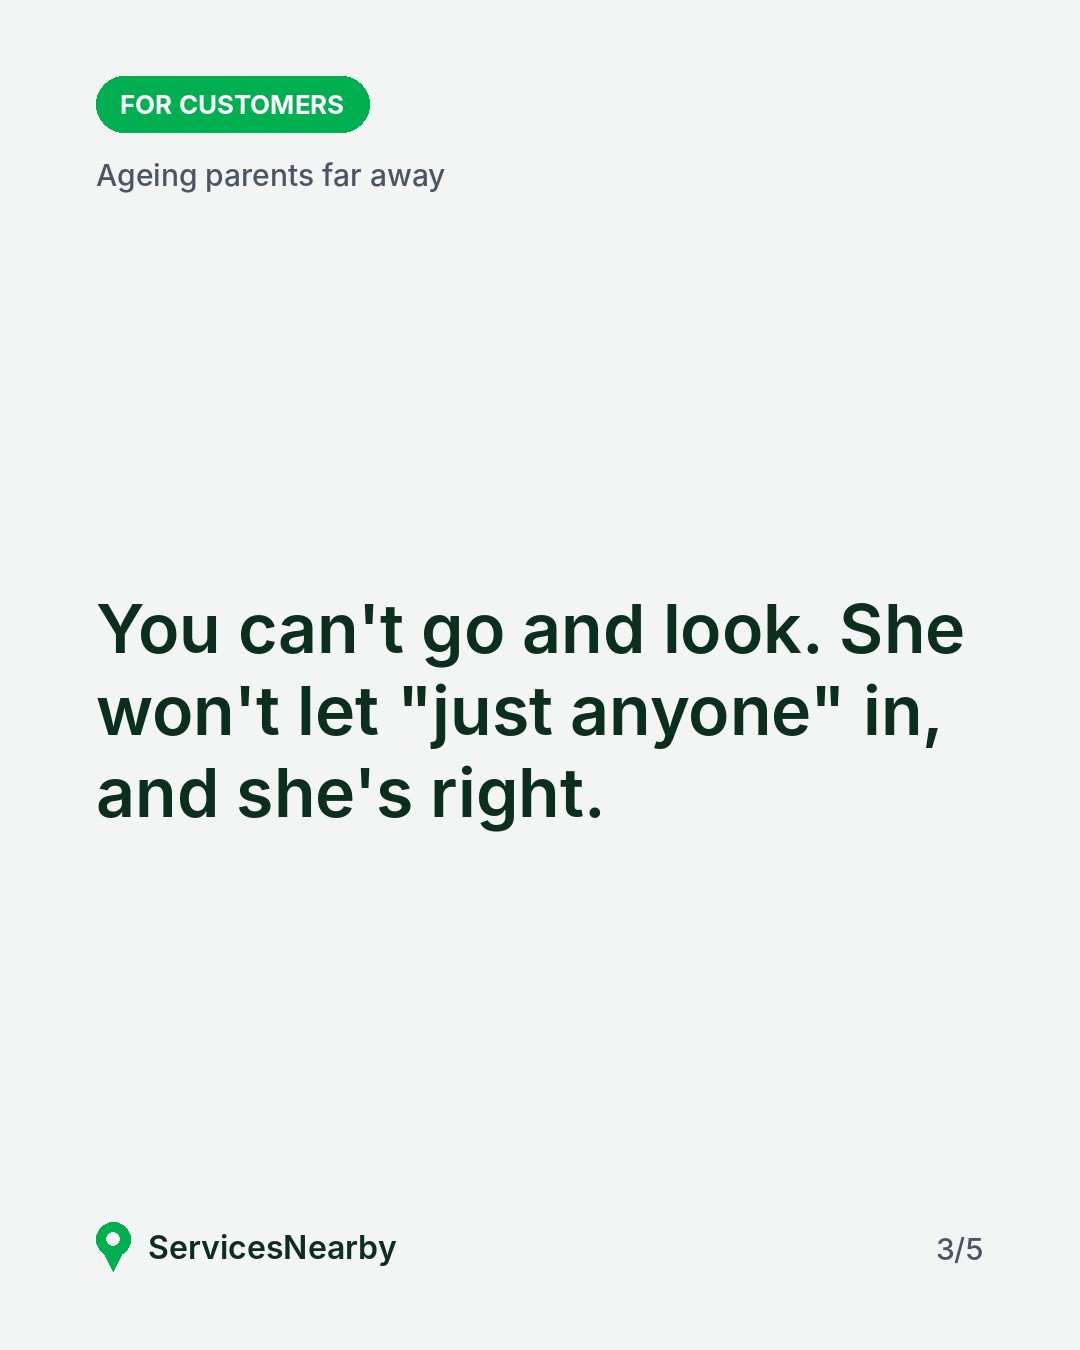 FOR CUSTOMERS
Ageing parents far away
You can't go and look. She
won't let "just anyone" in,
and she's right.
ServicesNearby
3/5